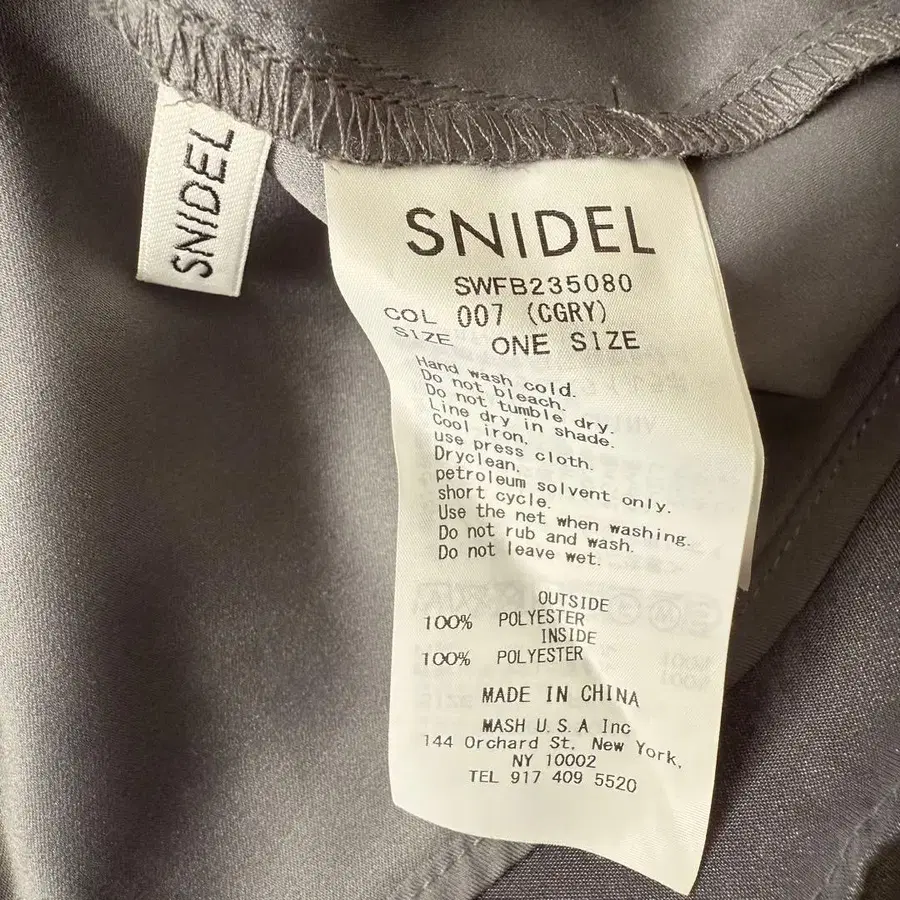 SNIDEL
SNIDEL
SWFB235080
COL 007 (CGRY)
SIZE ONE SIZE
Hand wash cold.
Do not bleach.
Do not tumble dry.
Line dry in shade.
Cool iron.
use press cloth.
Dryclean.
petroleum solvent only.
short cycle.
Use the net when washing.
Do not rub and wash.
Do not leave wet.
OUTSIDE
100% POLYESTER
INSIDE
100% POLYESTER
MADE IN CHINA
MASH U.S.A Inc
144 Orchard St, New York,
NY 10002
TEL 917 409 5520